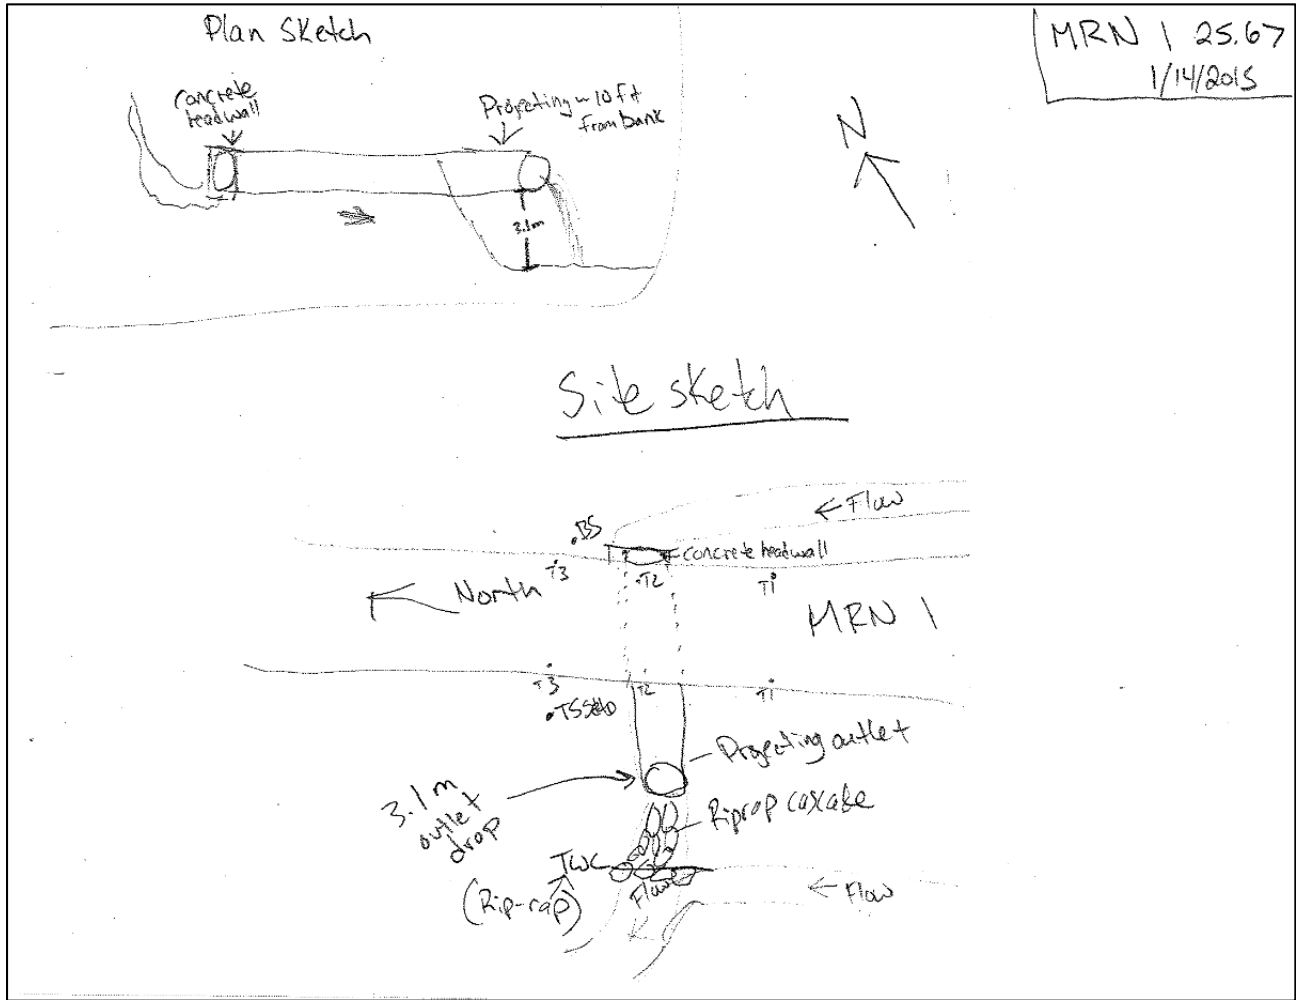 Plan Sketch
MRN 1 25.67
1/14/2015
Concrete
headwall
Projecting ~ 10 ft
from bank
N
3.1m
Site sketch
← Flow
BS
← concrete headwall
T3
T2
T1
North
MRN 1
T3
T2
T1
Projecting outlet
3.1 m
outlet
drop
Riprap
TWC
(Rip-rap)
Flow
← Flow